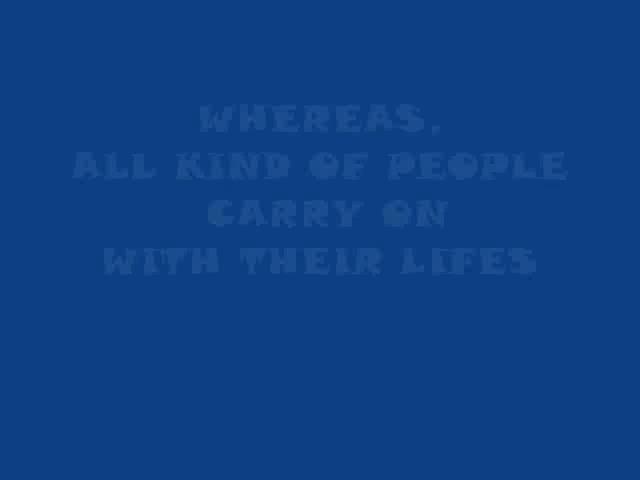 WHEREAS,
ALL KIND OF PEOPLE
CARRY ON
WITH THEIR LIFES